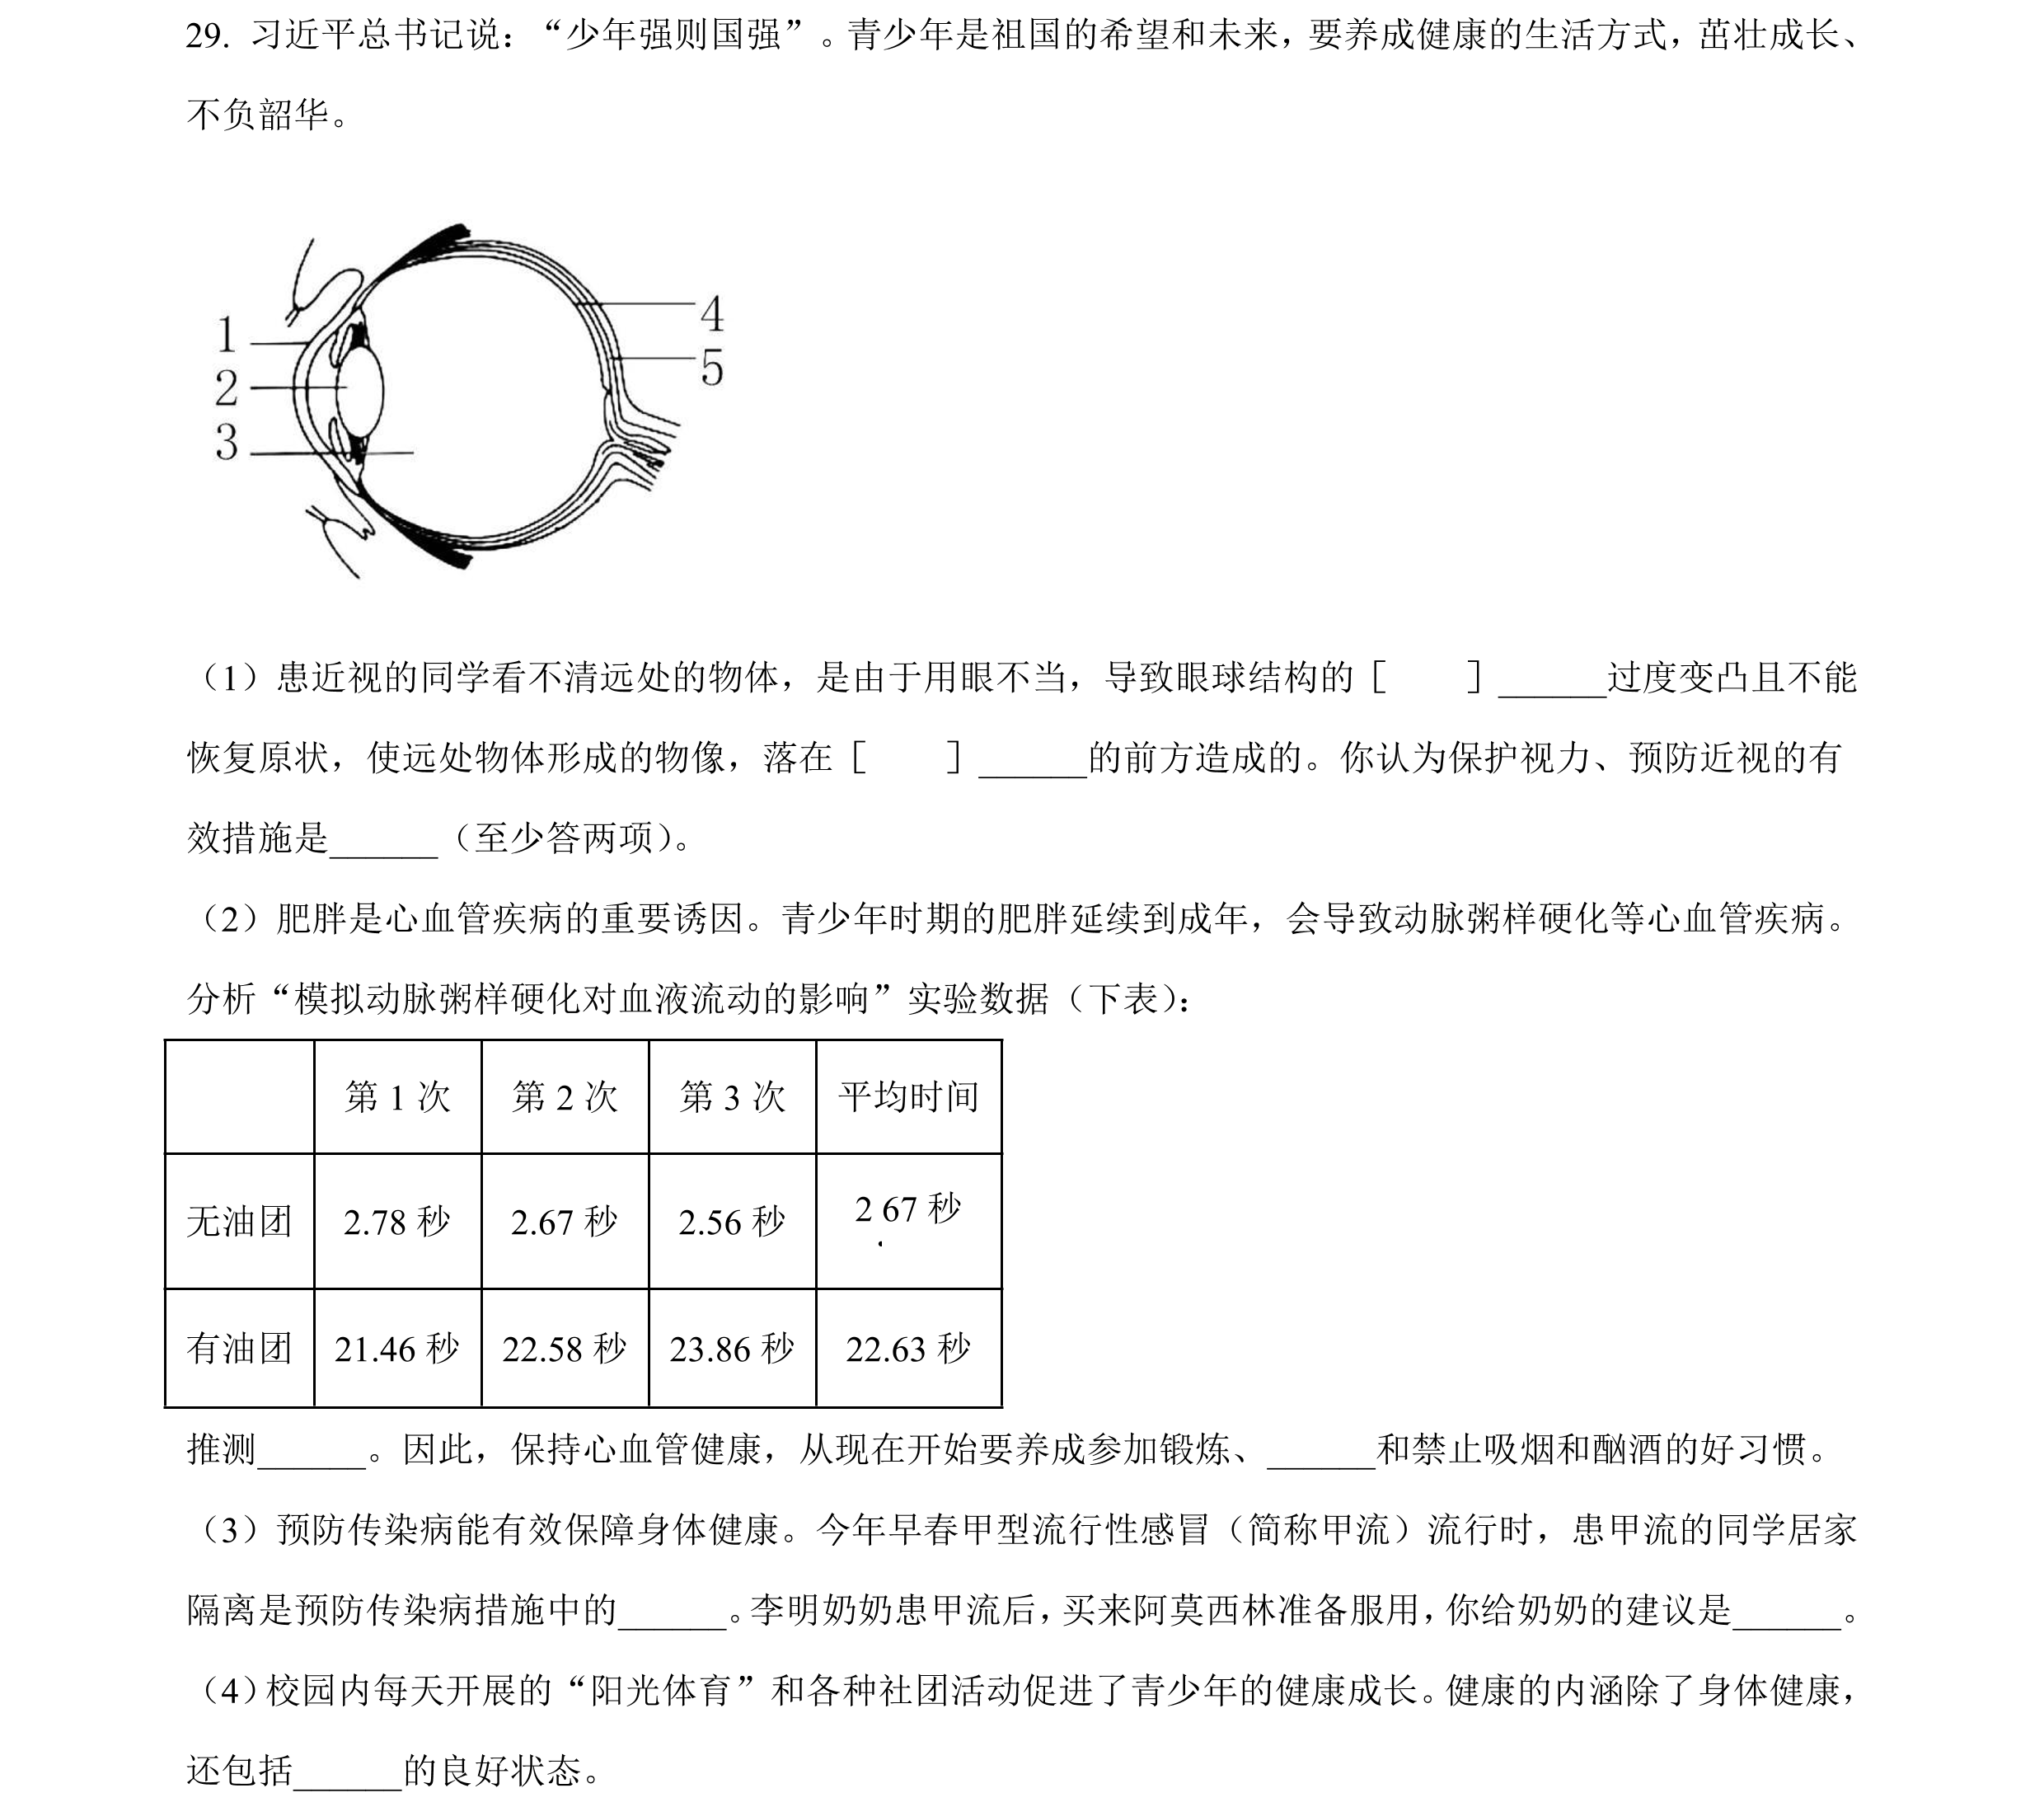 29. 习近平总书记说：“少年强则国强”。青少年是祖国的希望和未来，要养成健康的生活方式，茁壮成长、
不负韶华。
1
2
3
4
5
（1）患近视的同学看不清远处的物体，是由于用眼不当，导致眼球结构的［　　］______过度变凸且不能
恢复原状，使远处物体形成的物像，落在［　　］______的前方造成的。你认为保护视力、预防近视的有
效措施是______（至少答两项）。
（2）肥胖是心血管疾病的重要诱因。青少年时期的肥胖延续到成年，会导致动脉粥样硬化等心血管疾病。
分析“模拟动脉粥样硬化对血液流动的影响”实验数据（下表）：
第 1 次 第 2 次 第 3 次 平均时间
无油团 2.78 秒 2.67 秒 2.56 秒 2.67 秒
有油团 21.46 秒 22.58 秒 23.86 秒 22.63 秒
推测______。因此，保持心血管健康，从现在开始要养成参加锻炼、______和禁止吸烟和酗酒的好习惯。
（3）预防传染病能有效保障身体健康。今年早春甲型流行性感冒（简称甲流）流行时，患甲流的同学居家
隔离是预防传染病措施中的______。李明奶奶患甲流后，买来阿莫西林准备服用，你给奶奶的建议是______。
（4）校园内每天开展的“阳光体育”和各种社团活动促进了青少年的健康成长。健康的内涵除了身体健康，
还包括______的良好状态。